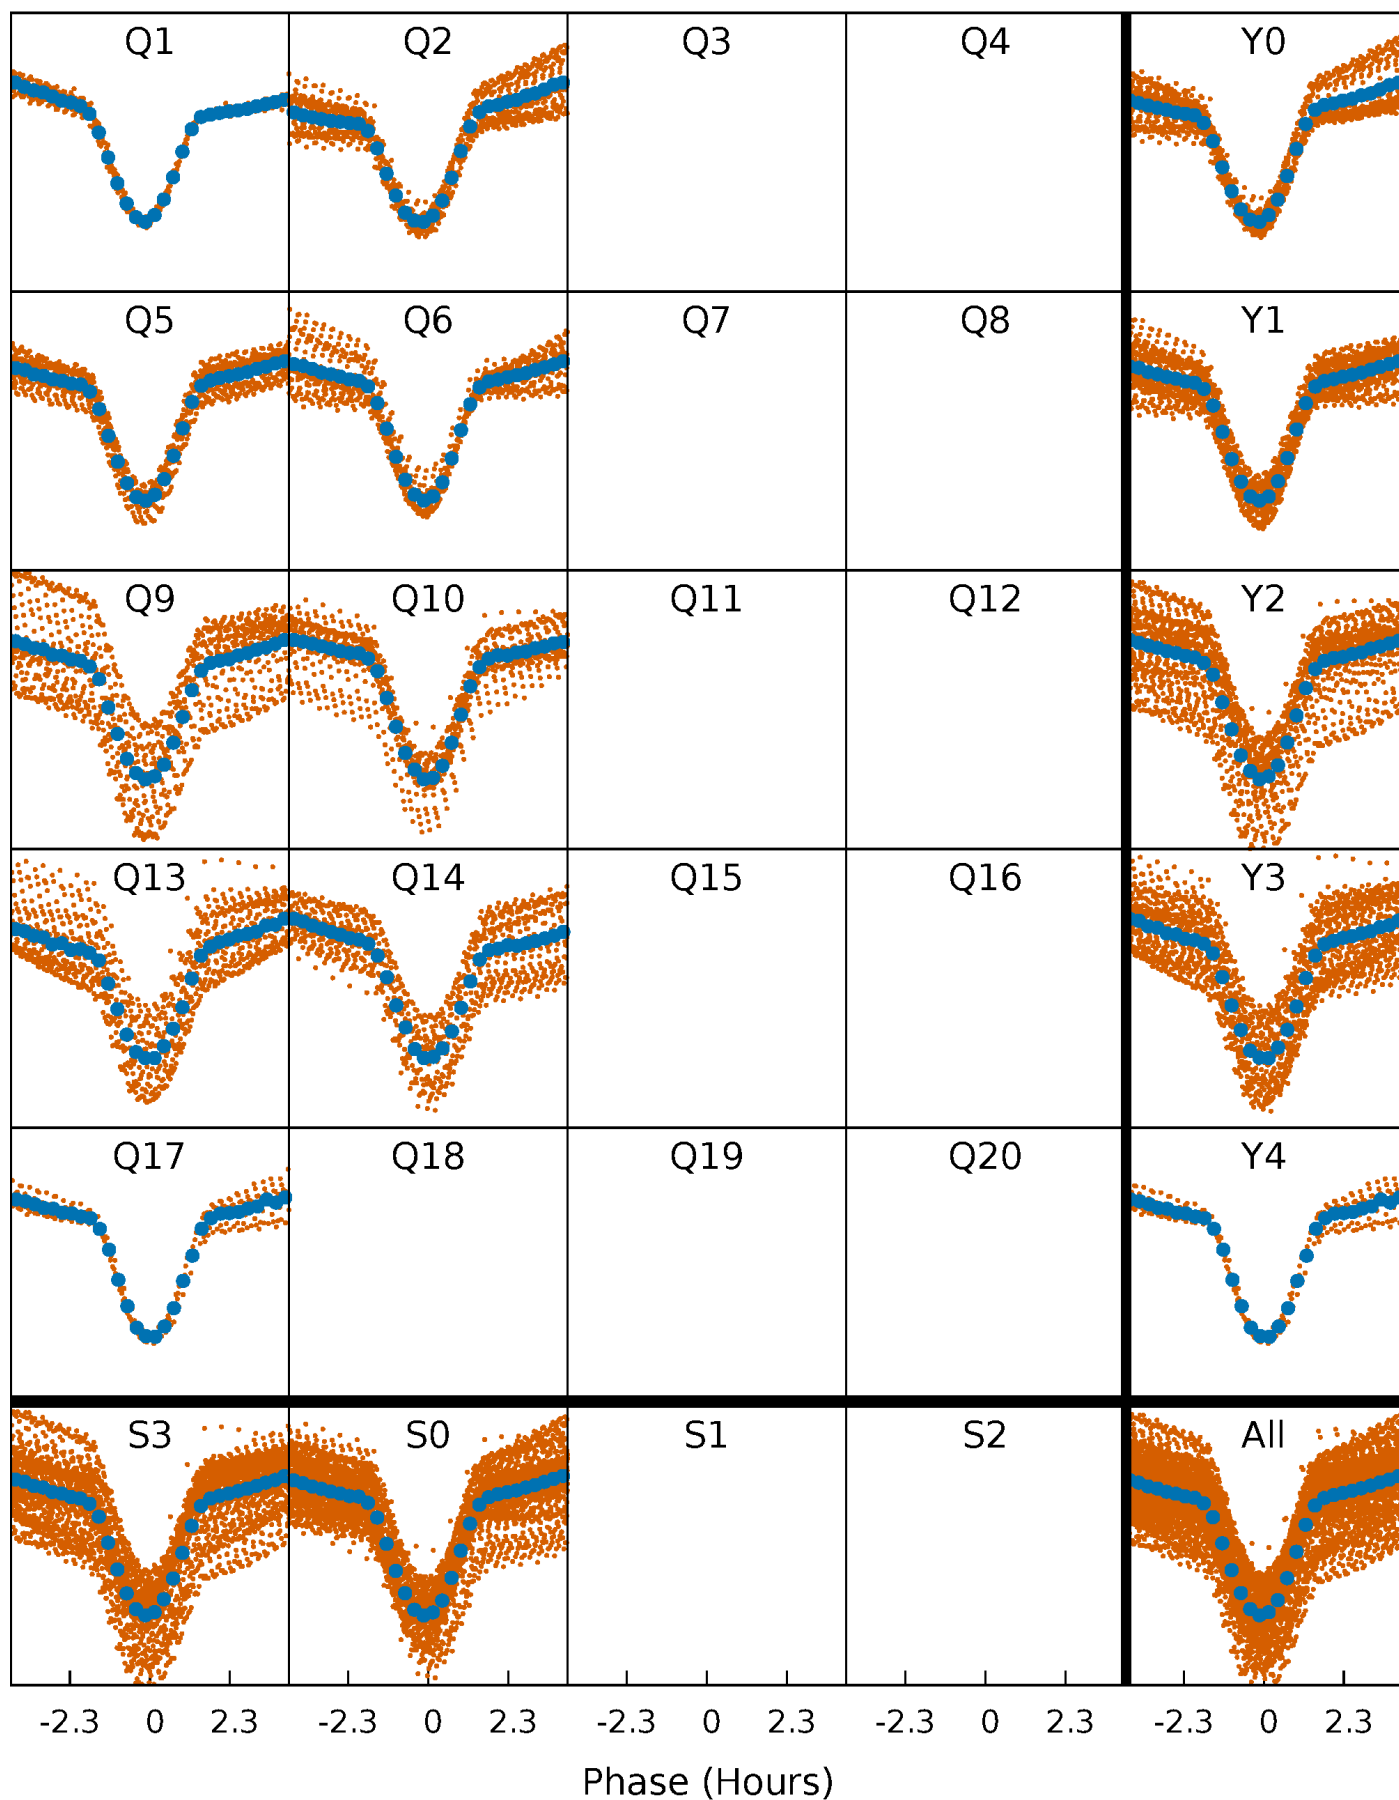 Q1 Q2 Q3 Q4 Y0
Q5 Q6 Q7 Q8 Y1
Q9 Q10 Q11 Q12 Y2
Q13 Q14 Q15 Q16 Y3
Q17 Q18 Q19 Q20 Y4
S3 S0 S1 S2 All
-2.3 0 2.3 -2.3 0 2.3 -2.3 0 2.3 -2.3 0 2.3 -2.3 0 2.3
Phase (Hours)